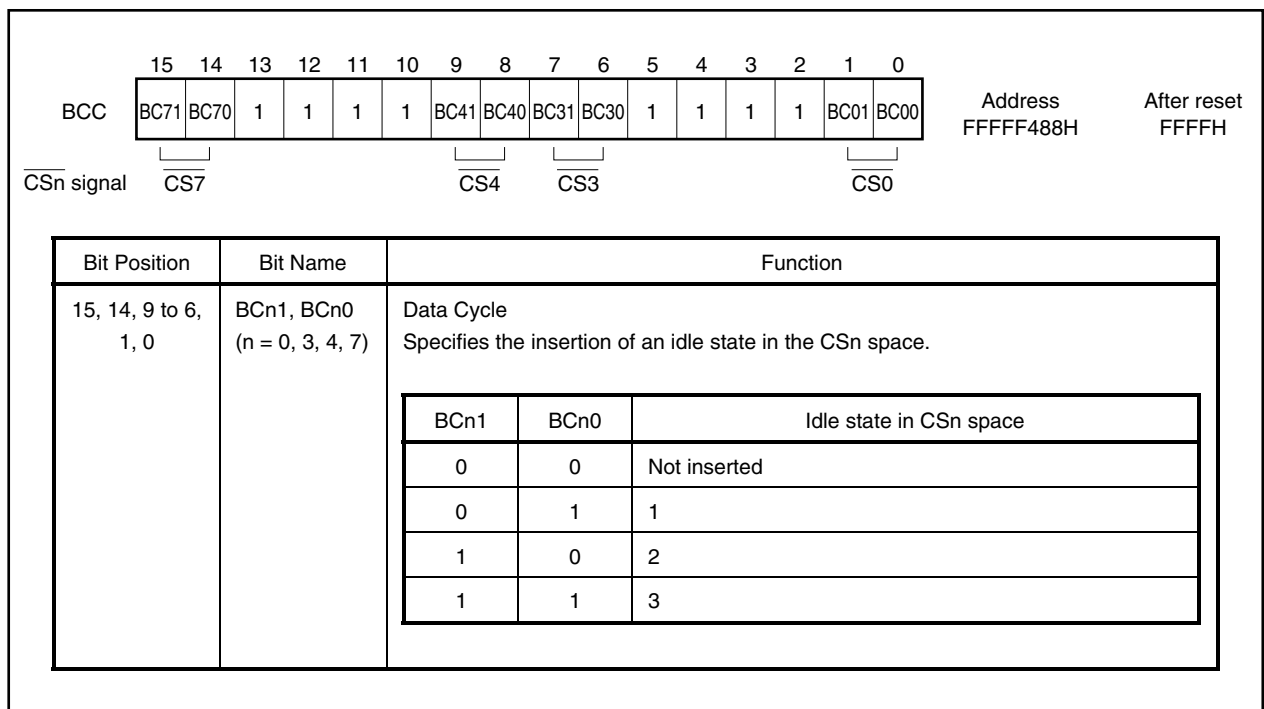 15 14 13 12 11 10 9 8 7 6 5 4 3 2 1 0
BCC BC71 BC70 1 1 1 1 BC41 BC40 BC31 BC30 1 1 1 1 BC01 BC00 Address After reset
FFFFF488H FFFFH
CSn signal CS7 CS4 CS3 CS0
Bit Position Bit Name Function
15, 14, 9 to 6, BCn1, BCn0 Data Cycle
1, 0 (n = 0, 3, 4, 7) Specifies the insertion of an idle state in the CSn space.
BCn1 BCn0 Idle state in CSn space
0 0 Not inserted
0 1 1
1 0 2
1 1 3